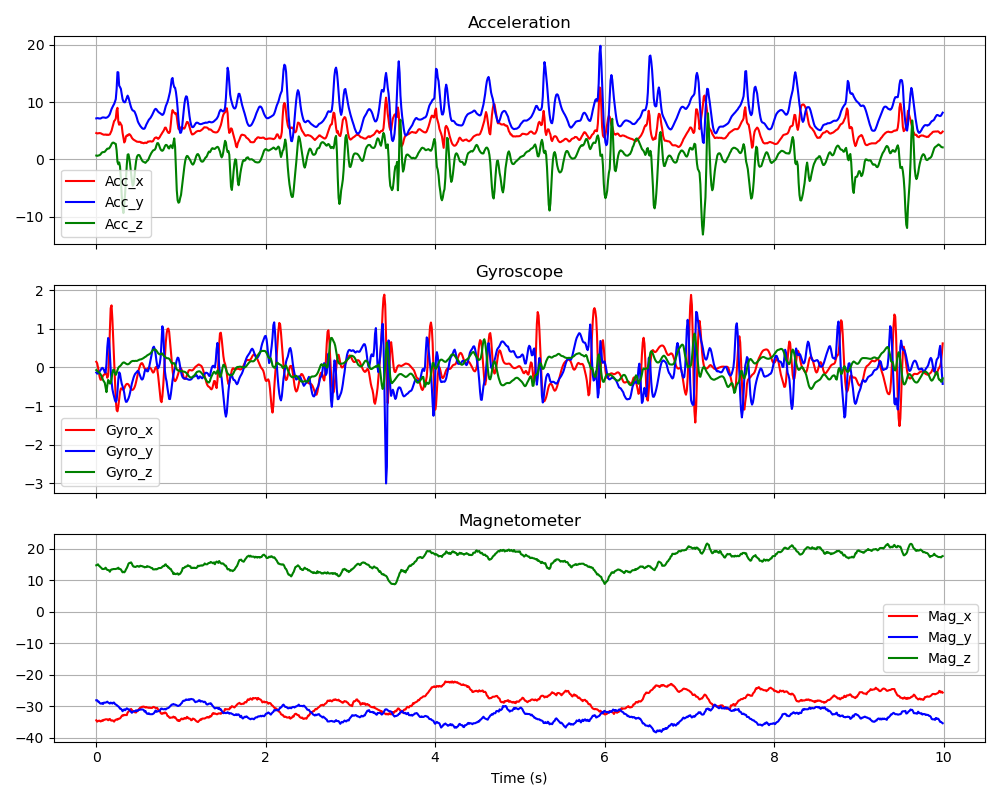 Acceleration
20
10
0
−10
Acc_x
Acc_y
Acc_z
Gyroscope
2
1
0
−1
−2
−3
Gyro_x
Gyro_y
Gyro_z
Magnetometer
20
10
0
−10
−20
−30
−40
Mag_x
Mag_y
Mag_z
0 2 4 6 8 10
Time (s)